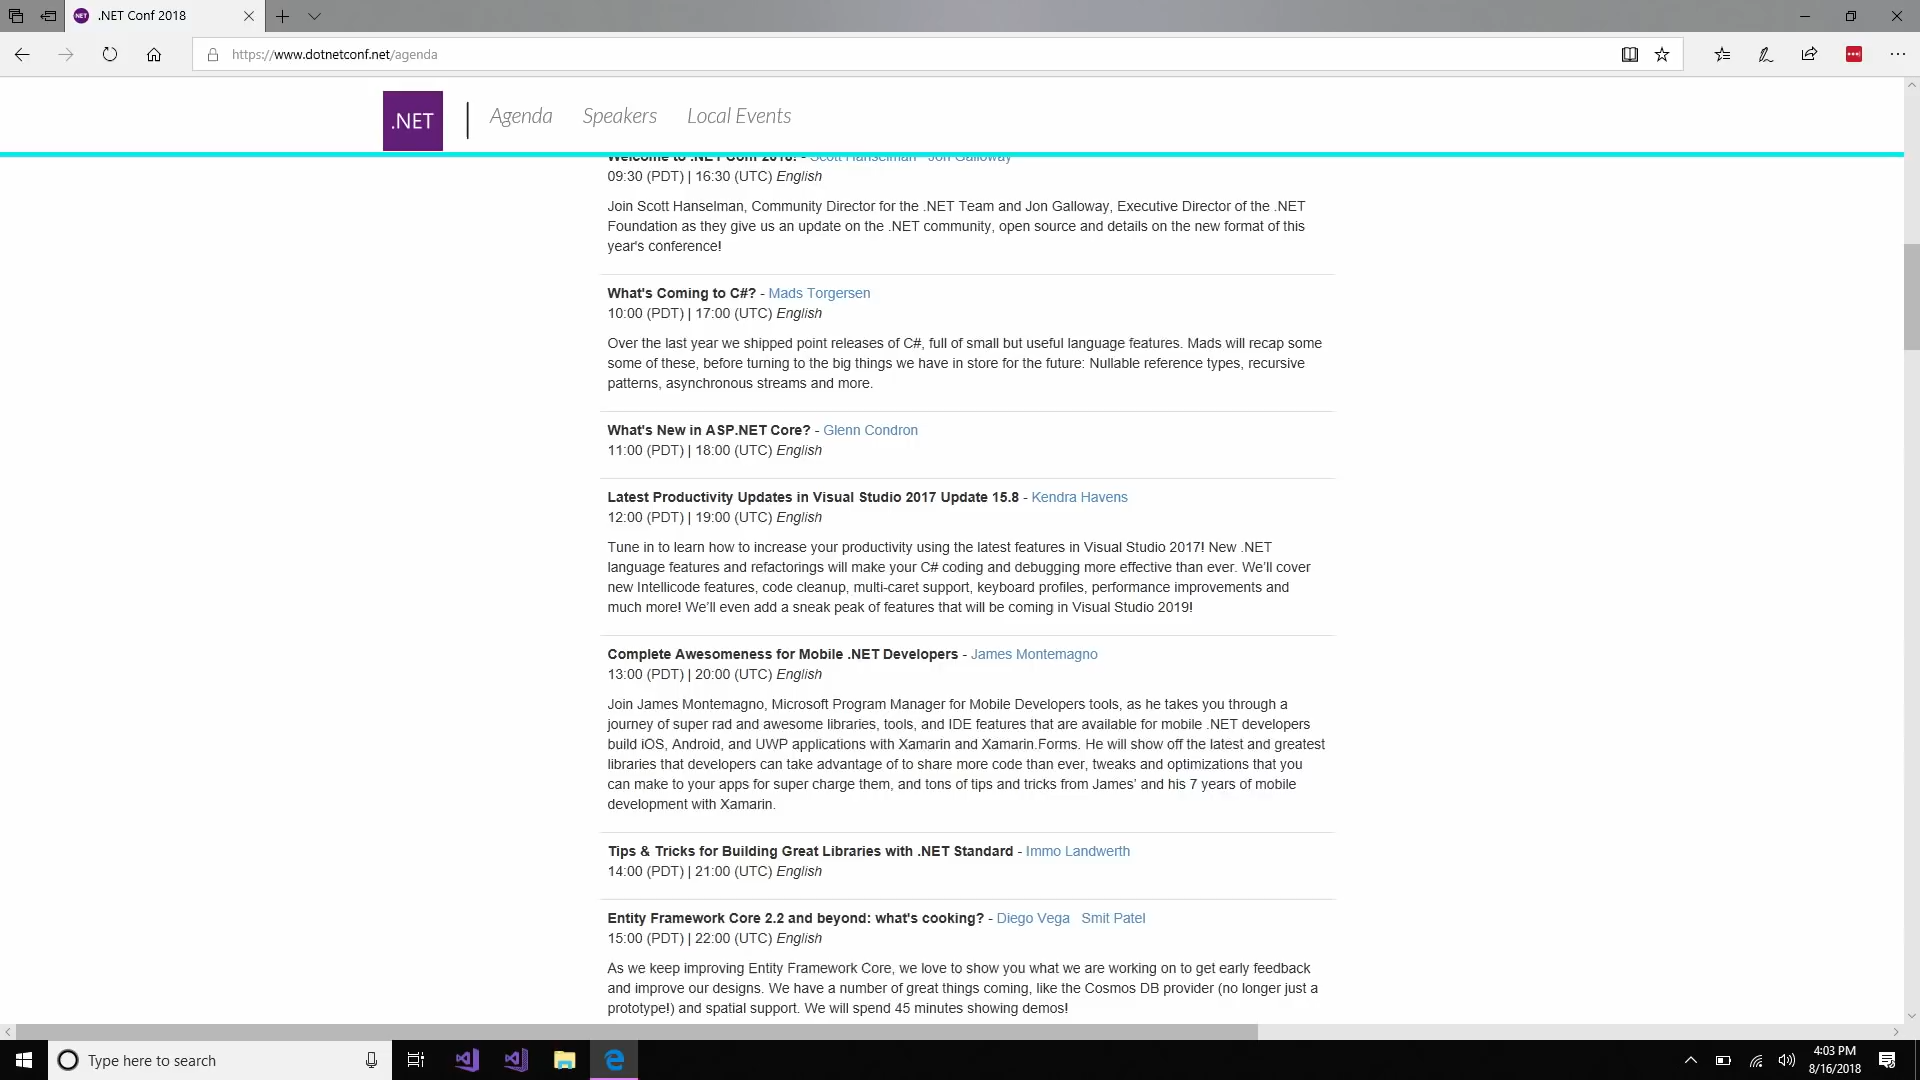 .NET Conf 2018
https://www.dotnetconf.net/agenda
.NET
Agenda Speakers Local Events
Welcome to .NET Conf 2018! - Scott Hanselman Jon Galloway
09:30 (PDT) | 16:30 (UTC) English
Join Scott Hanselman, Community Director for the .NET Team and Jon Galloway, Executive Director of the .NET
Foundation as they give us an update on the .NET community, open source and details on the new format of this
year's conference!
What's Coming to C#? - Mads Torgersen
10:00 (PDT) | 17:00 (UTC) English
Over the last year we shipped point releases of C#, full of small but useful language features. Mads will recap some
some of these, before turning to the big things we have in store for the future: Nullable reference types, recursive
patterns, asynchronous streams and more.
What's New in ASP.NET Core? - Glenn Condron
11:00 (PDT) | 18:00 (UTC) English
Latest Productivity Updates in Visual Studio 2017 Update 15.8 - Kendra Havens
12:00 (PDT) | 19:00 (UTC) English
Tune in to learn how to increase your productivity using the latest features in Visual Studio 2017! New .NET
language features and refactorings will make your C# coding and debugging more effective than ever. We’ll cover
new Intellicode features, code cleanup, multi-caret support, keyboard profiles, performance improvements and
much more! We’ll even add a sneak peak of features that will be coming in Visual Studio 2019!
Complete Awesomeness for Mobile .NET Developers - James Montemagno
13:00 (PDT) | 20:00 (UTC) English
Join James Montemagno, Microsoft Program Manager for Mobile Developers tools, as he takes you through a
journey of super rad and awesome libraries, tools, and IDE features that are available for mobile .NET developers
build iOS, Android, and UWP applications with Xamarin and Xamarin.Forms. He will show off the latest and greatest
libraries that developers can take advantage of to share more code than ever, tweaks and optimizations that you
can make to your apps for super charge them, and tons of tips and tricks from James’ and his 7 years of mobile
development with Xamarin.
Tips & Tricks for Building Great Libraries with .NET Standard - Immo Landwerth
14:00 (PDT) | 21:00 (UTC) English
Entity Framework Core 2.2 and beyond: what's cooking? - Diego Vega Smit Patel
15:00 (PDT) | 22:00 (UTC) English
As we keep improving Entity Framework Core, we love to show you what we are working on to get early feedback
and improve our designs. We have a number of great things coming, like the Cosmos DB provider (no longer just a
prototype!) and spatial support. We will spend 45 minutes showing demos!
Type here to search
4:03 PM
8/16/2018